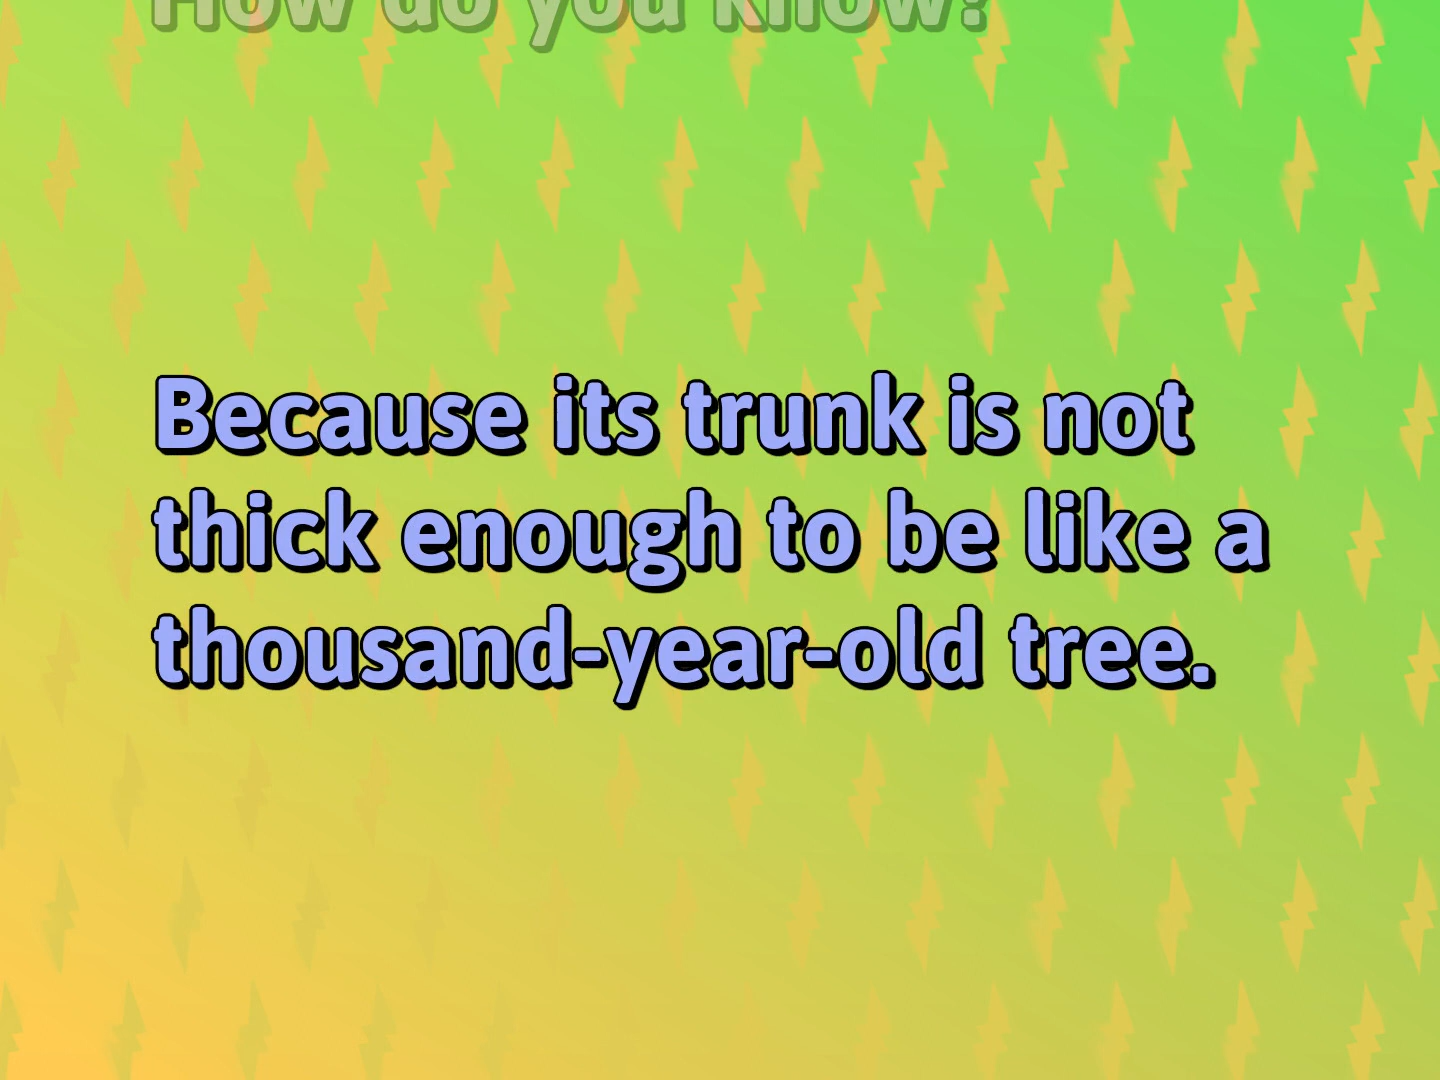 How do you know?
Because its trunk is not
thick enough to be like a
thousand-year-old tree.